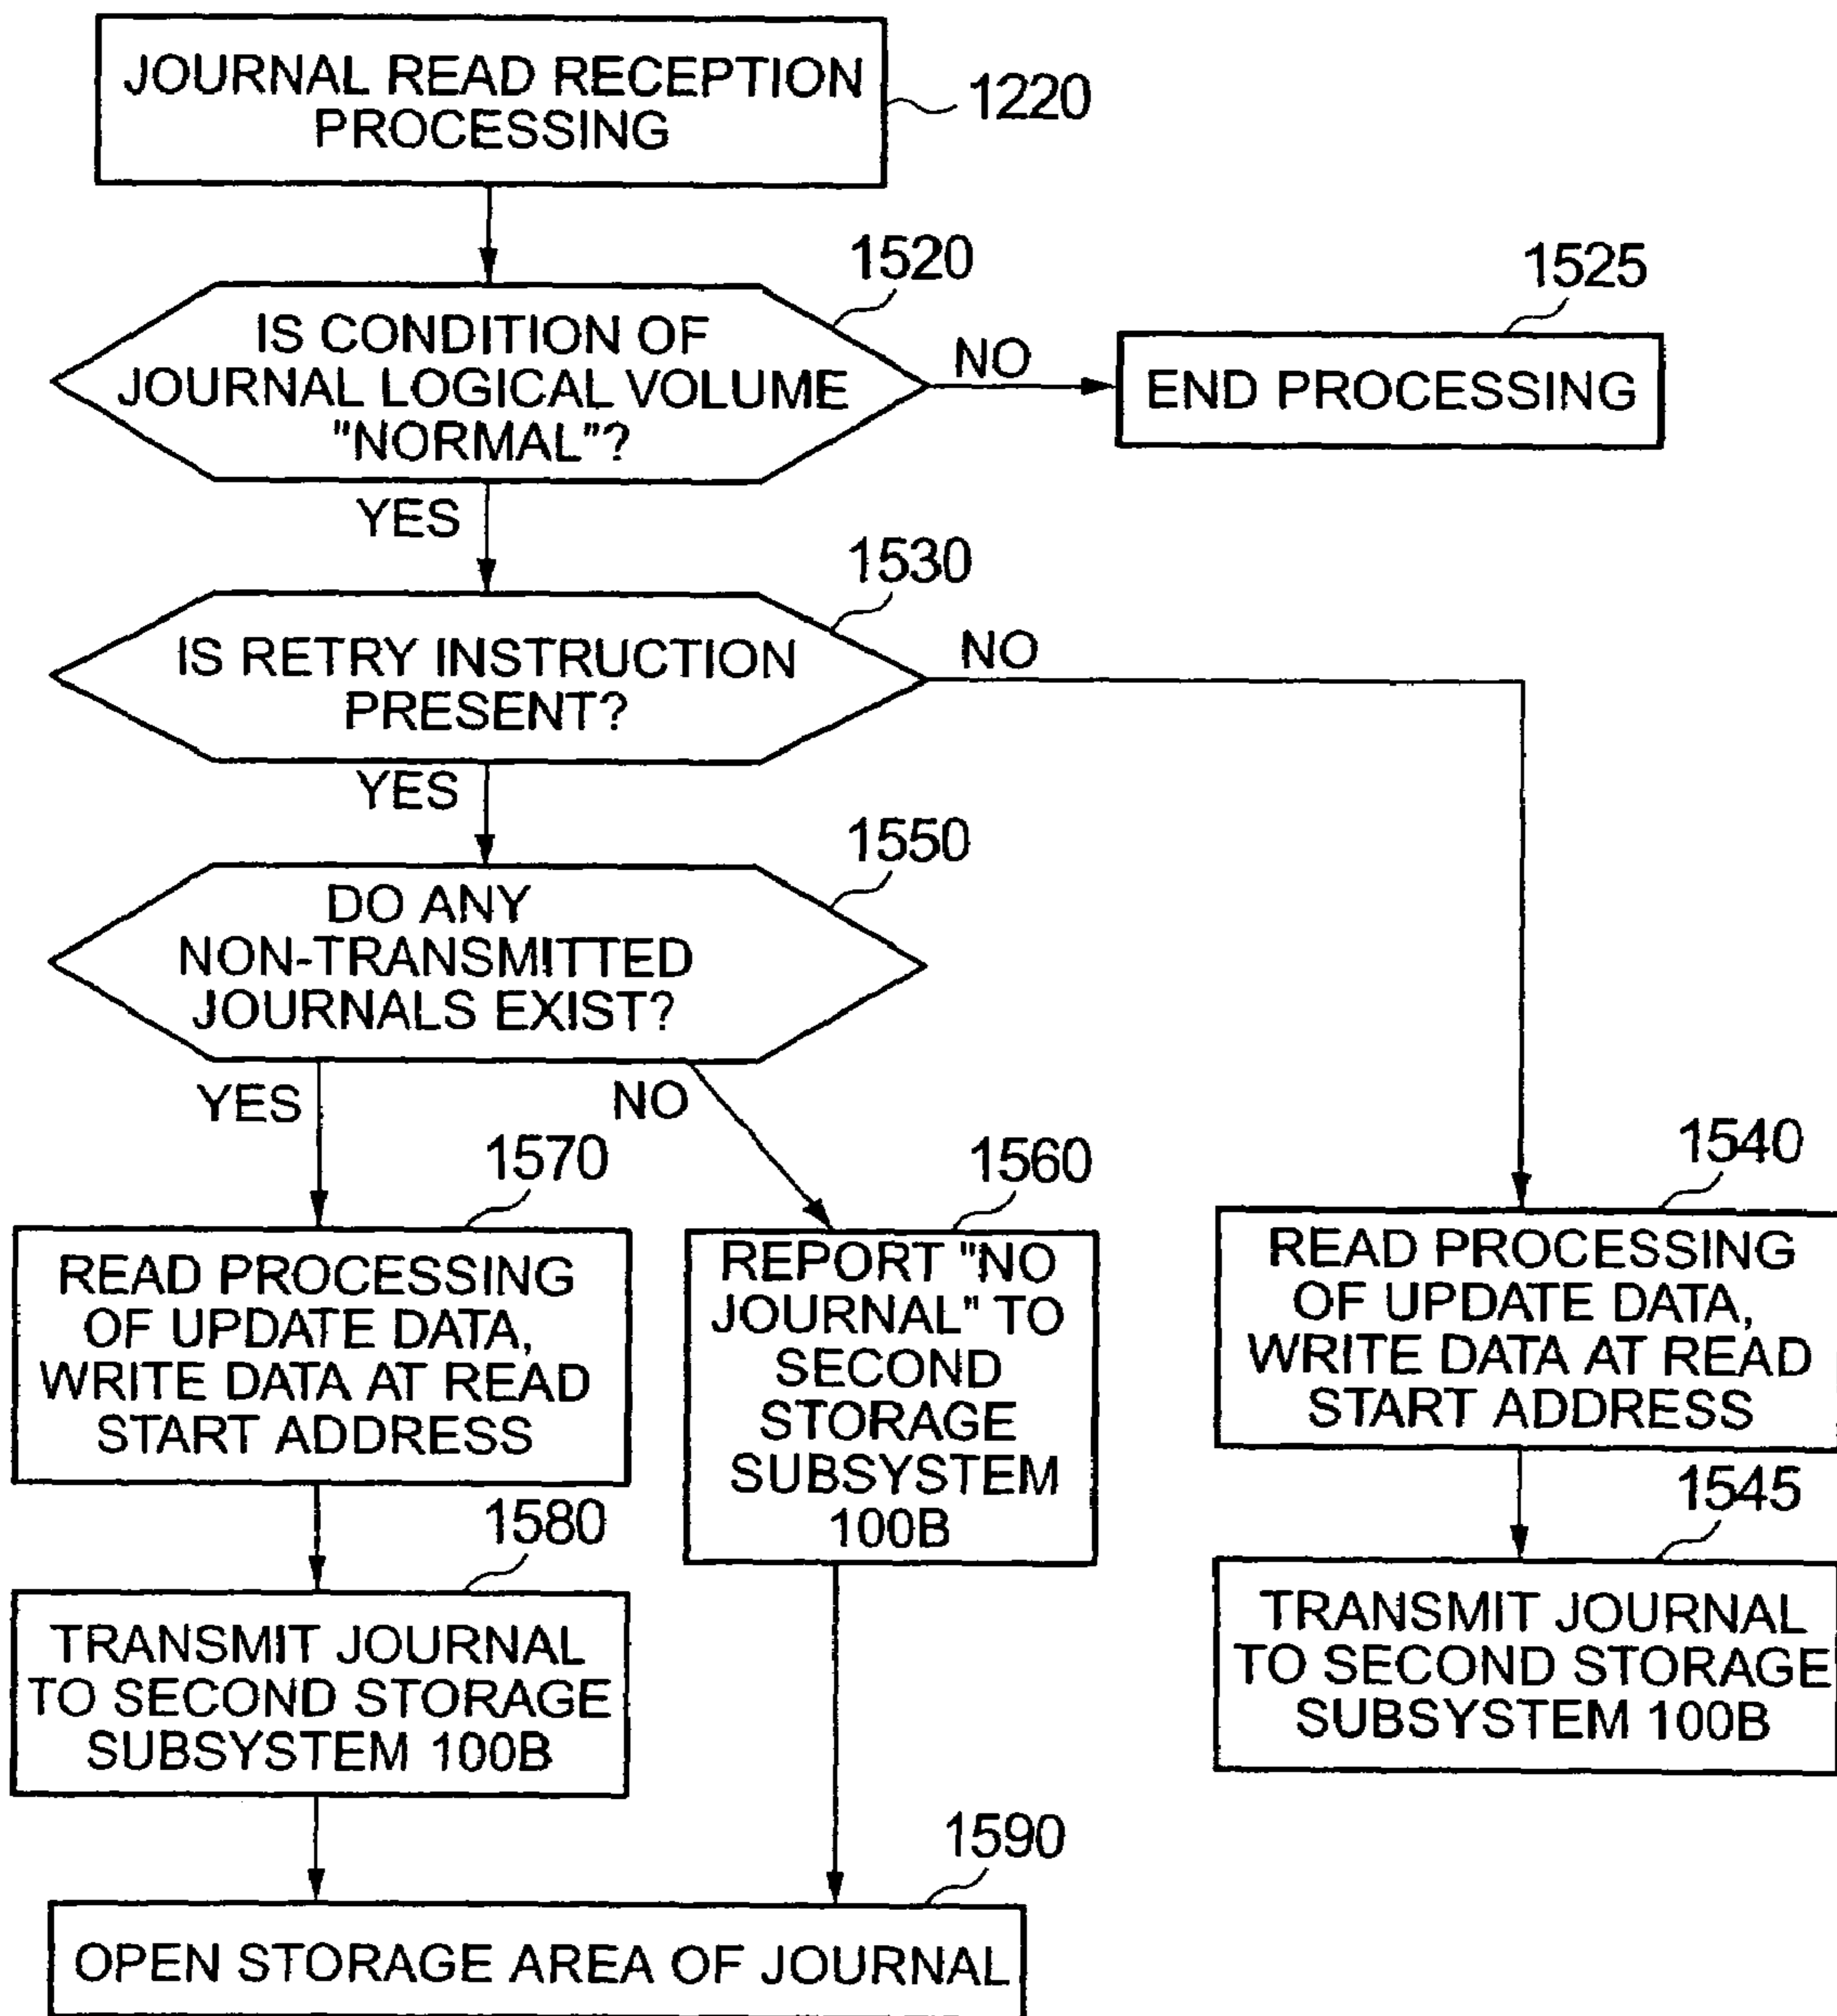 JOURNAL READ RECEPTION
PROCESSING
1220
1520
IS CONDITION OF
JOURNAL LOGICAL VOLUME
"NORMAL"?
NO
1525
END PROCESSING
YES
1530
IS RETRY INSTRUCTION
PRESENT?
NO
YES
1550
DO ANY
NON-TRANSMITTED
JOURNALS EXIST?
YES
NO
1570
READ PROCESSING
OF UPDATE DATA,
WRITE DATA AT READ
START ADDRESS
1560
REPORT "NO
JOURNAL" TO
SECOND
STORAGE
SUBSYSTEM
100B
1540
READ PROCESSING
OF UPDATE DATA,
WRITE DATA AT READ
START ADDRESS
1580
TRANSMIT JOURNAL
TO SECOND STORAGE
SUBSYSTEM 100B
1545
TRANSMIT JOURNAL
TO SECOND STORAGE
SUBSYSTEM 100B
1590
OPEN STORAGE AREA OF JOURNAL